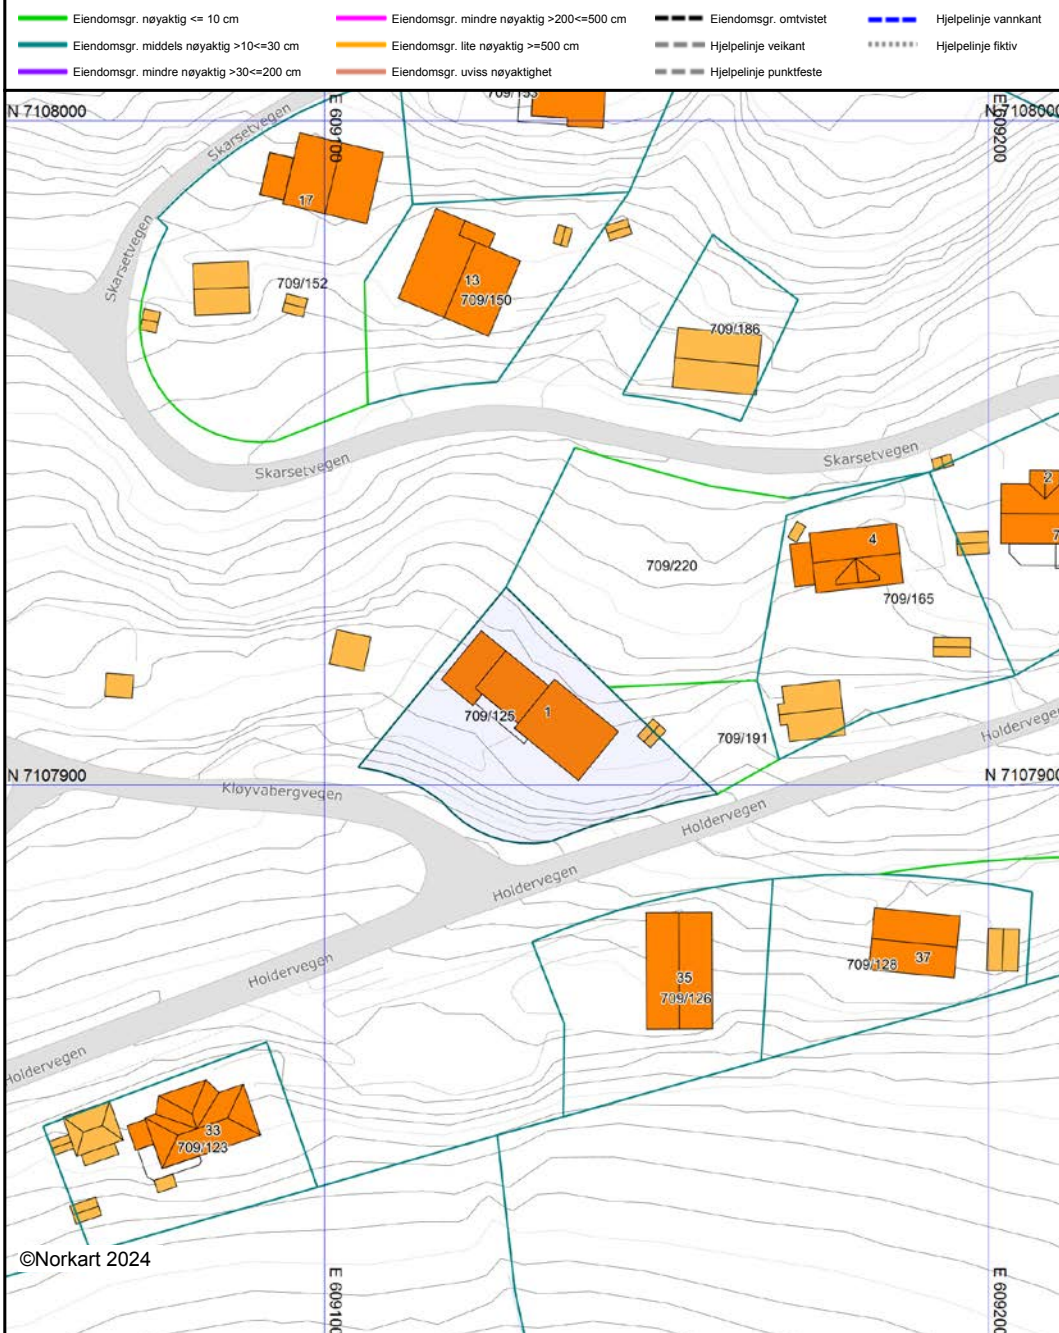 Eiendomsgr. nøyaktig <= 10 cm
Eiendomsgr. mindre nøyaktig >200<=500 cm
Eiendomsgr. omtvistet
Hjelpelinje vannkant
Eiendomsgr. middels nøyaktig >10<=30 cm
Eiendomsgr. lite nøyaktig >=500 cm
Hjelpelinje veikant
Hjelpelinje fiktiv
Eiendomsgr. mindre nøyaktig >30<=200 cm
Eiendomsgr. uviss nøyaktighet
Hjelpelinje punktfeste
N 7108000
E 609100
E 609200
N 7108000
Skarsetvegen
17
Skarsetvegen
709/152
13
709/150
709/186
Skarsetvegen
Skarsetvegen
2
4
709/220
709/165
709/125
1
709/191
Holdervegen
N 7107900
N 7107900
Kløyvabergvegen
Holdervegen
Holdervegen
35
709/126
709/128
37
Holdervegen
Holdervegen
33
709/123
©Norkart 2024
E 609100
E 609200